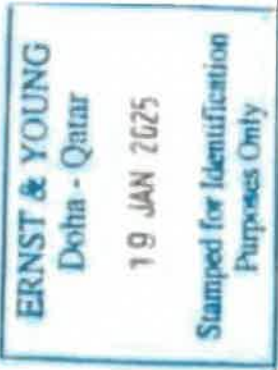 ERNST & YOUNG
Doha - Qatar
19 JAN 2025
Stamped for Identification
Purposes Only